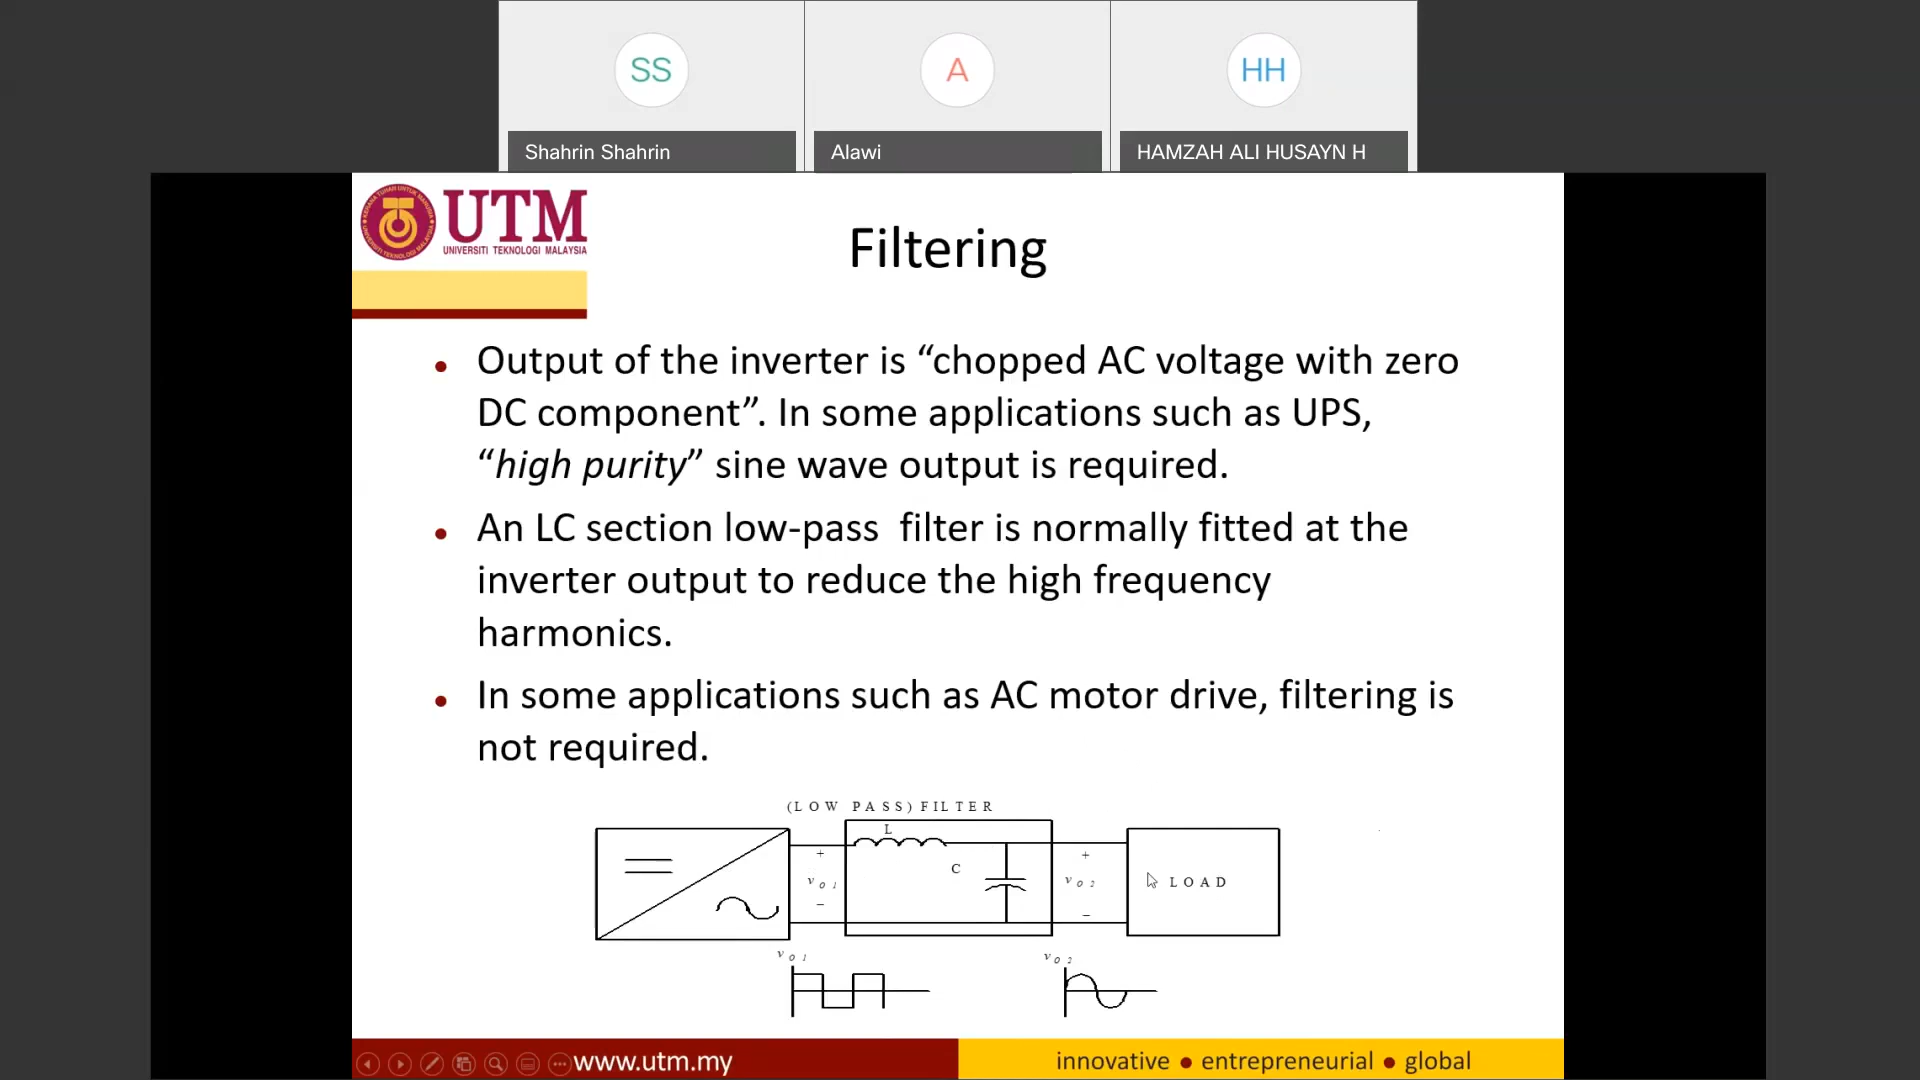 SS
A
HH
Shahrin Shahrin
Alawi
HAMZAH ALI HUSAYN H
UTM
UNIVERSITI TEKNOLOGI MALAYSIA
Filtering
Output of the inverter is “chopped AC voltage with zero
DC component”. In some applications such as UPS,
“high purity” sine wave output is required.
An LC section low-pass filter is normally fitted at the
inverter output to reduce the high frequency
harmonics.
In some applications such as AC motor drive, filtering is
not required.
(LOW PASS) FILTER
L
+
+
C
v O 1
v O 2
LOAD
−
−
v O 1
v O 2
www.utm.my
innovative ● entrepreneurial ● global